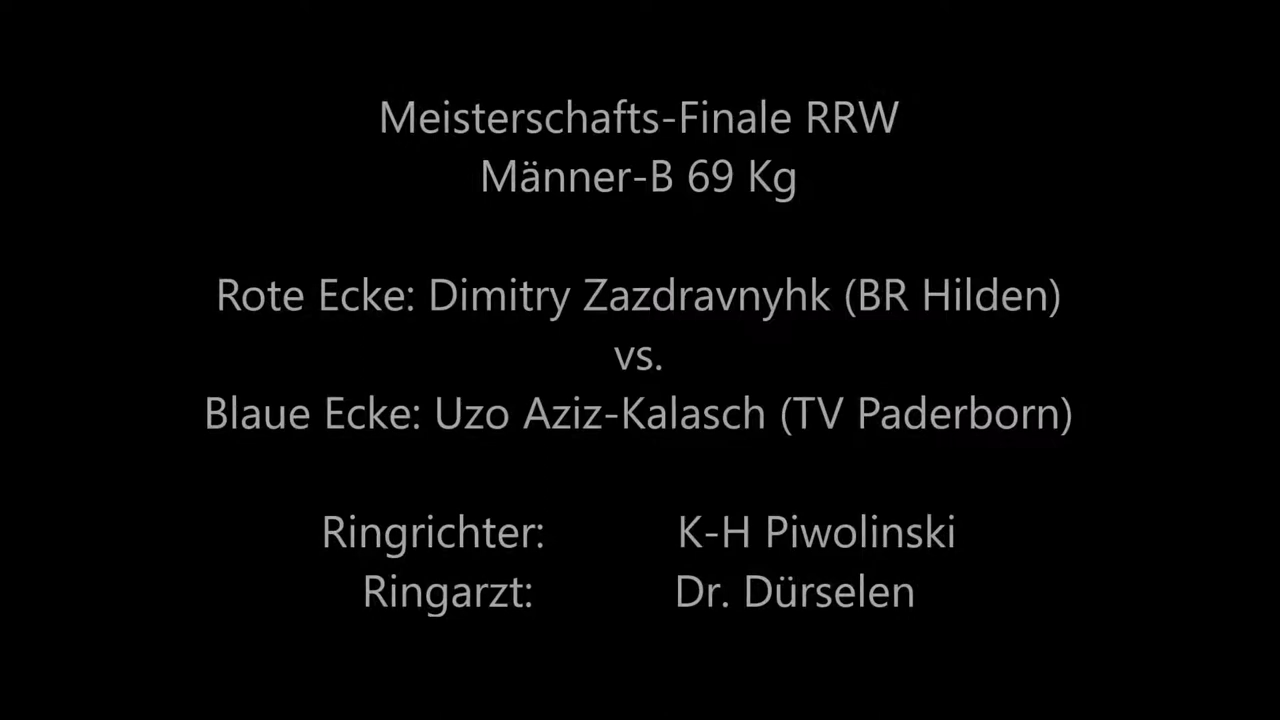 Meisterschafts-Finale RRW
Männer-B 69 Kg
Rote Ecke: Dimitry Zazdravnyhk (BR Hilden)
vs.
Blaue Ecke: Uzo Aziz-Kalasch (TV Paderborn)
Ringrichter: K-H Piwolinski
Ringarzt: Dr. Dürselen